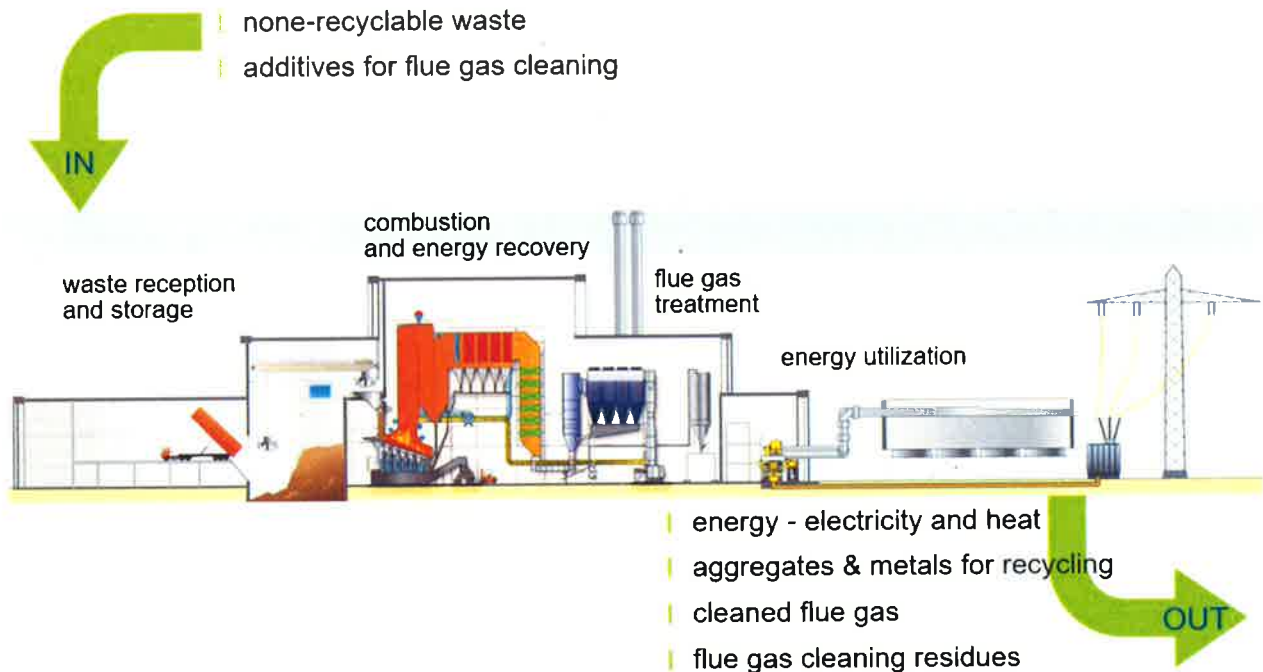 none-recyclable waste
additives for flue gas cleaning
IN
combustion
and energy recovery
waste reception
and storage
flue gas
treatment
energy utilization
energy - electricity and heat
aggregates & metals for recycling
cleaned flue gas
flue gas cleaning residues
OUT